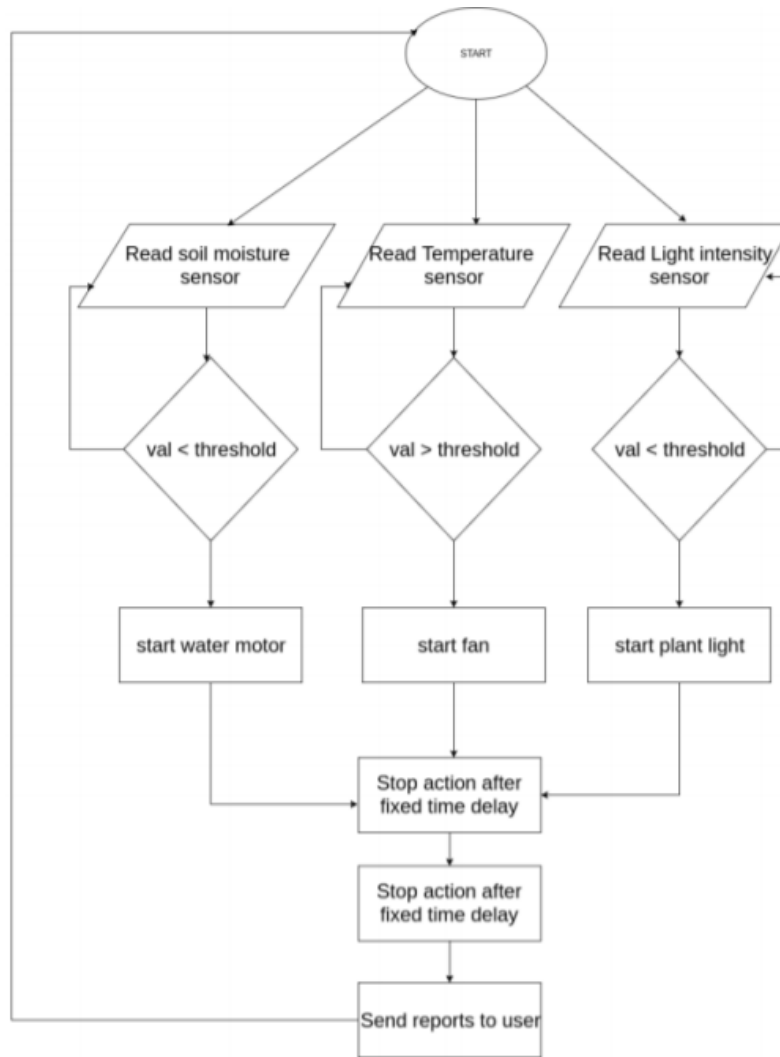 START
Read soil moisture
sensor
Read Temperature
sensor
Read Light intensity
sensor
val < threshold
val > threshold
val < threshold
start water motor
start fan
start plant light
Stop action after
fixed time delay
Stop action after
fixed time delay
Send reports to user